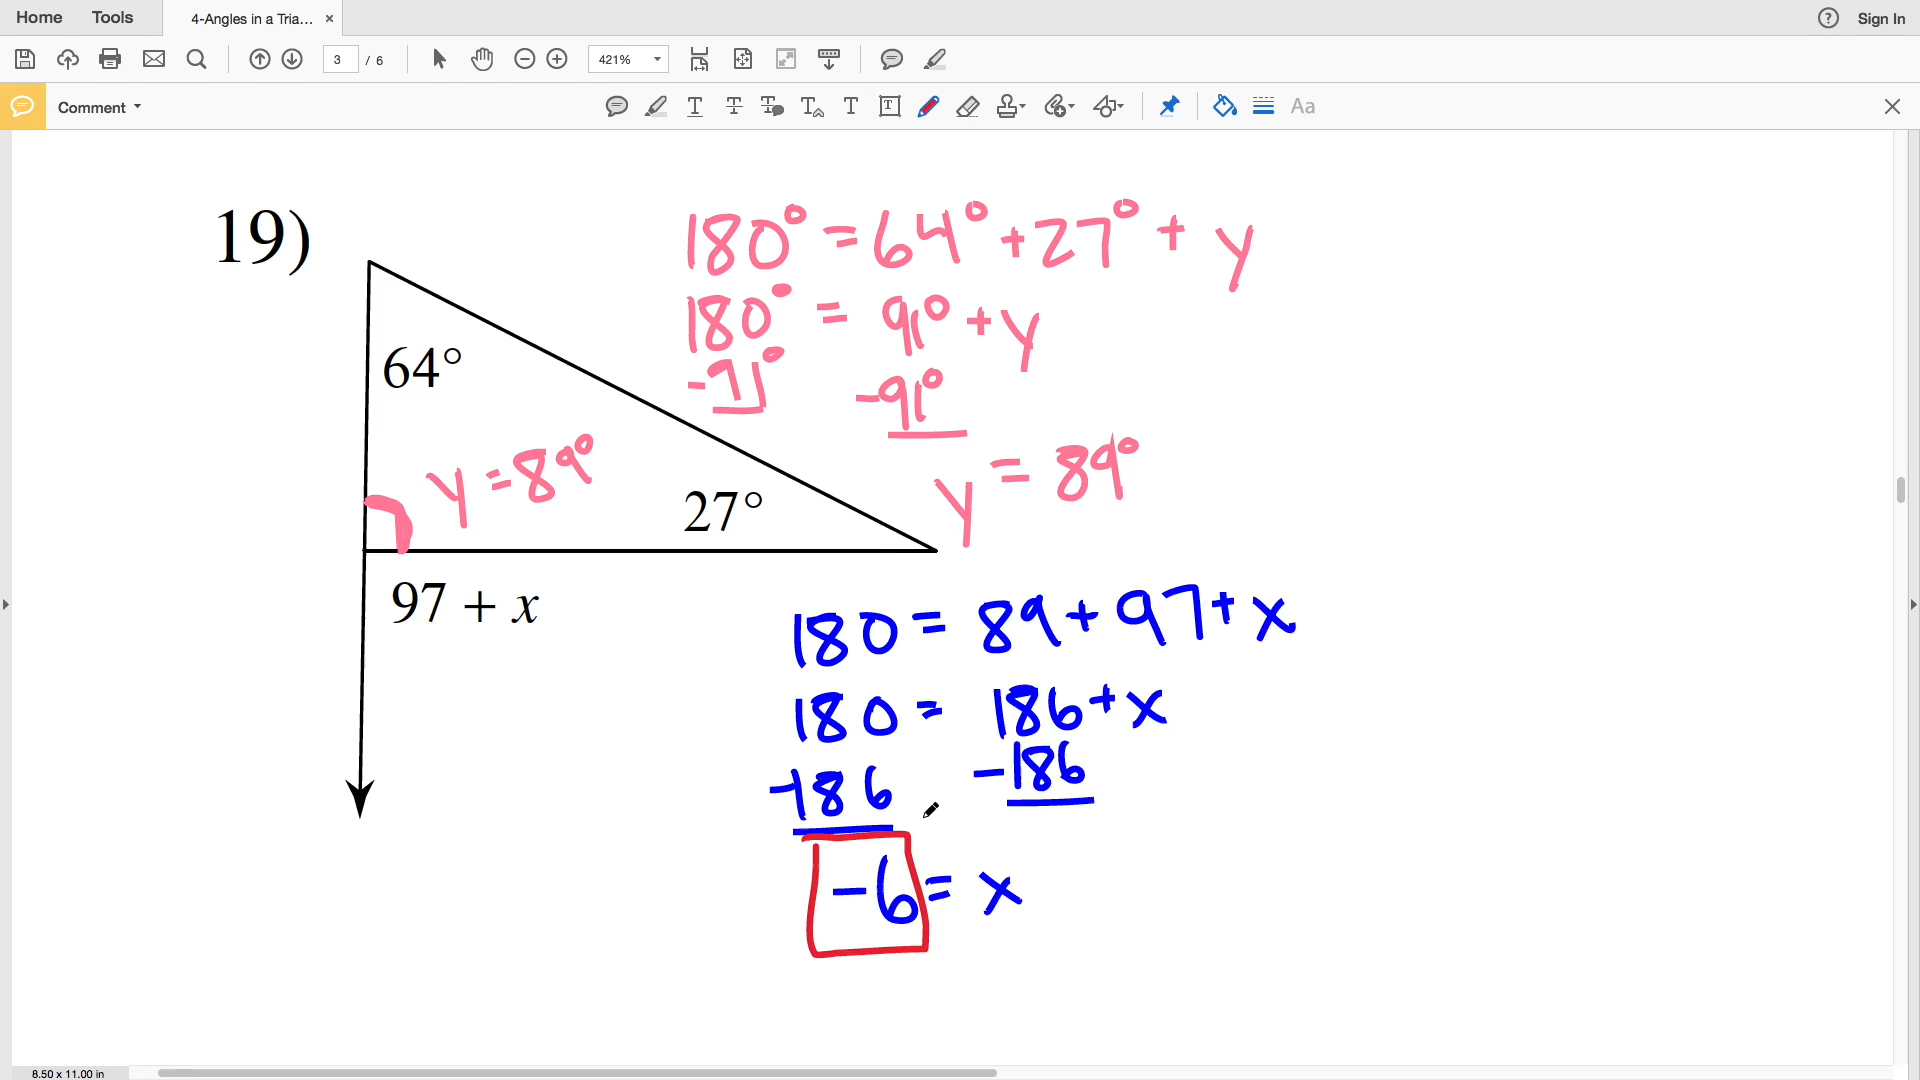 Home Tools 4-Angles in a Tria... × ? Sign In
3 / 6 421%
Comment T T T T T T Aa
19)
180° = 64° + 27° + y
180° = 91° + y
-91° -91°
y = 89°
64°
y = 89°
27°
97 + x
180 = 89 + 97 + x
180 = 186 + x
-186 -186
-6 = x
8.50 x 11.00 in